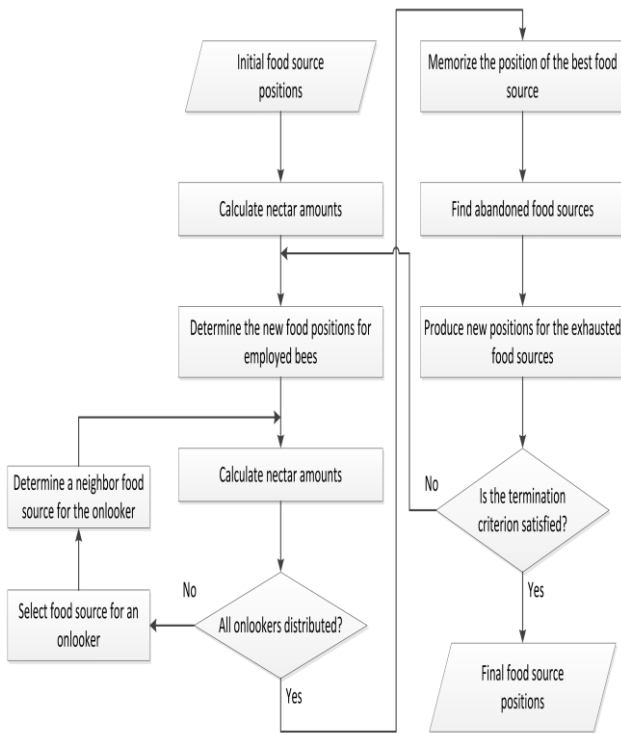 Initial food source
positions
Calculate nectar amounts
Determine the new food positions for
employed bees
Calculate nectar amounts
Determine a neighbor food
source for the onlooker
Select food source for an
onlooker
No
All onlookers distributed?
Yes
Memorize the position of the best food
source
Find abandoned food sources
Produce new positions for the exhausted
food sources
No
Is the termination
criterion satisfied?
Yes
Final food source
positions